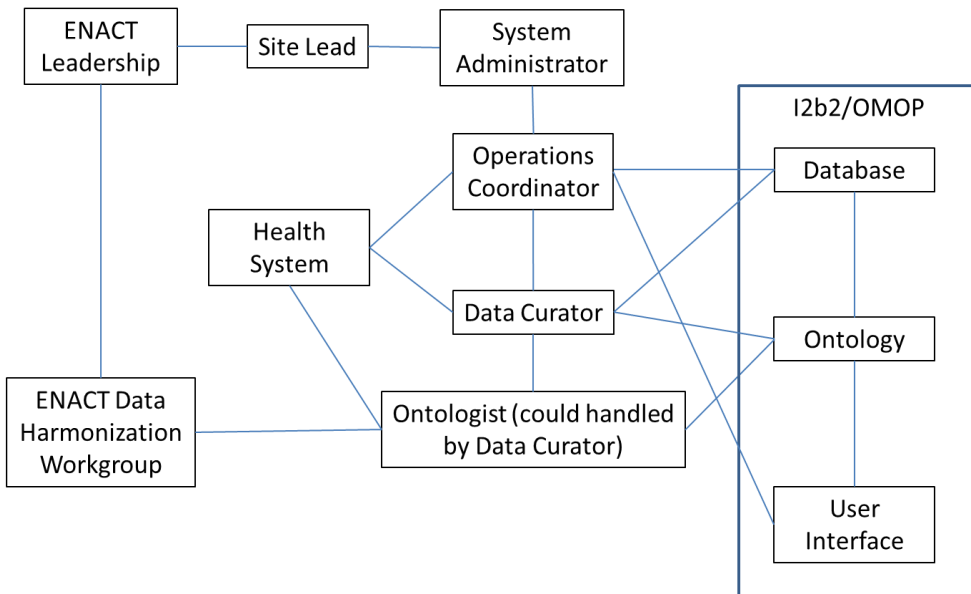 ENACT
Leadership
Site Lead
System
Administrator
I2b2/OMOP
Operations
Coordinator
Database
Health
System
Data Curator
Ontology
ENACT Data
Harmonization
Workgroup
Ontologist (could handled
by Data Curator)
User
Interface